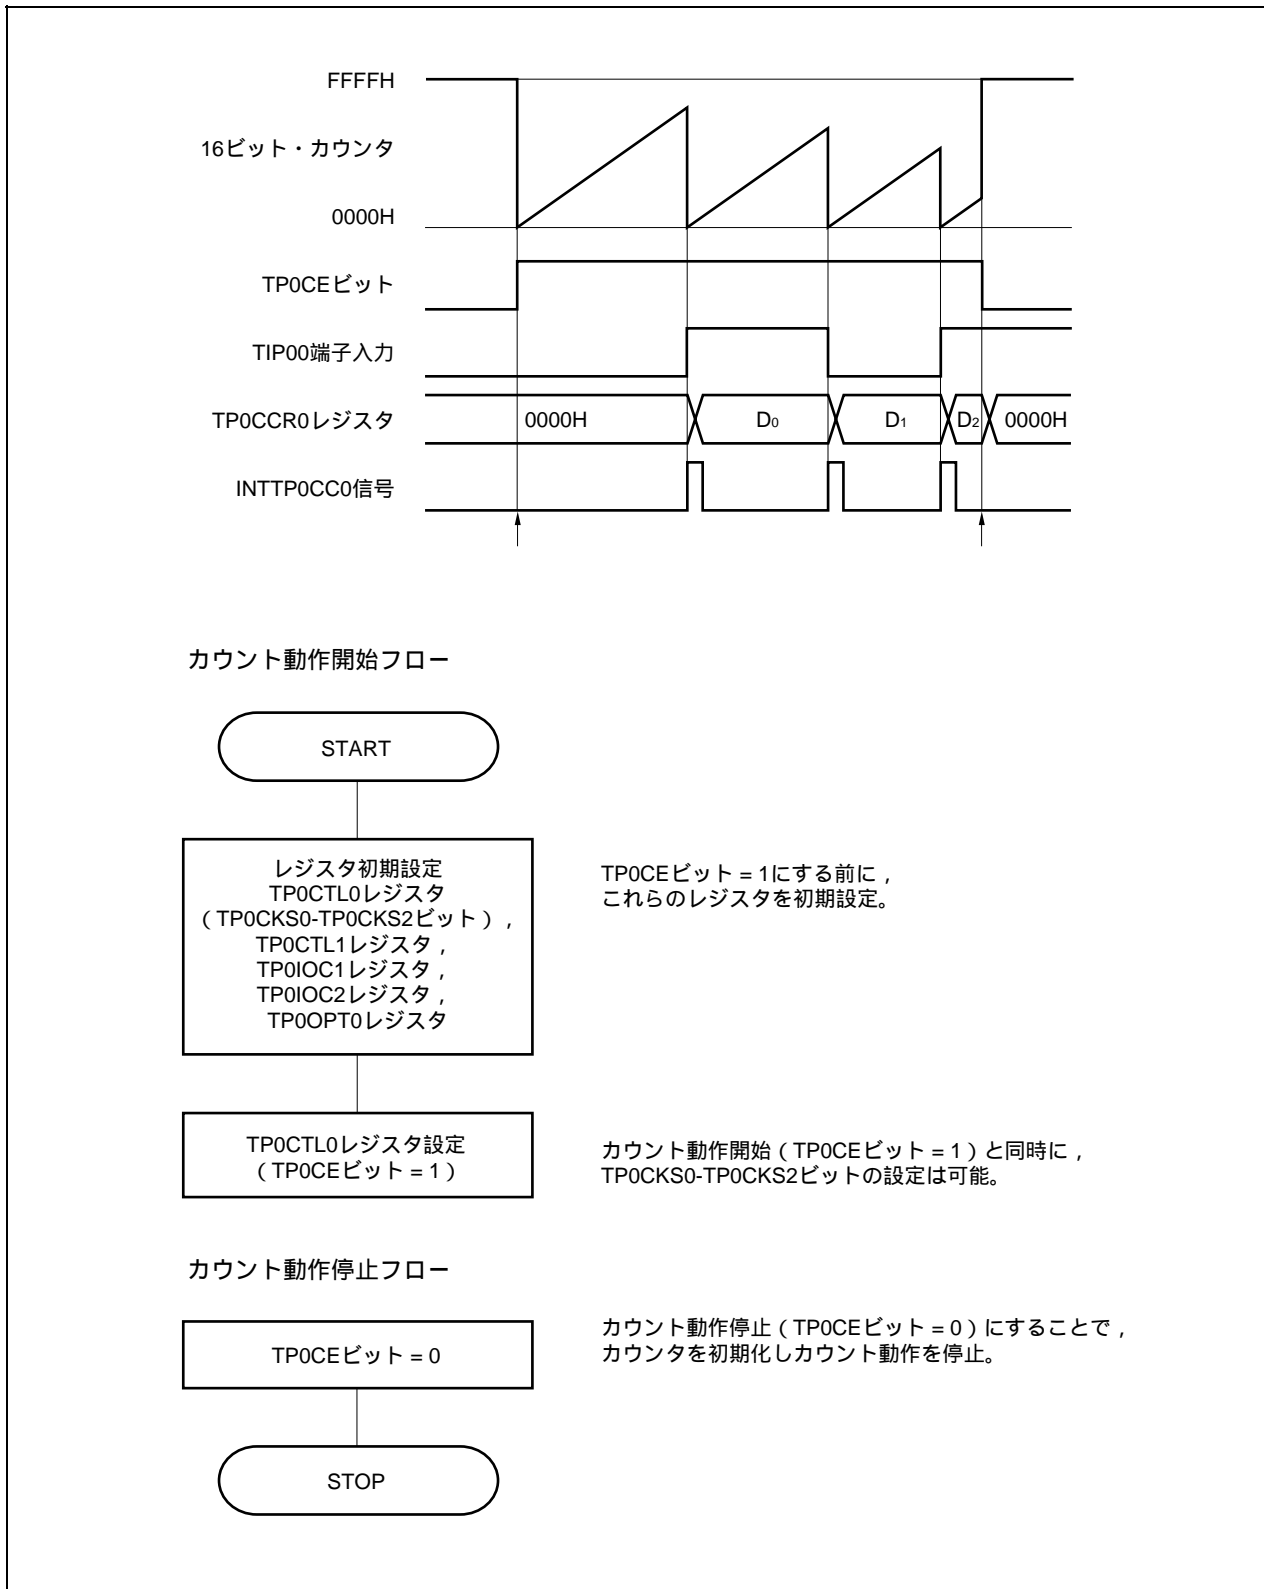 FFFFH
16ビット・カウンタ
0000H
TP0CEビット
TIP00端子入力
TP0CCR0レジスタ
0000H
D0
D1
D2
0000H
INTTP0CC0信号
カウント動作開始フロー
START
レジスタ初期設定
TP0CTL0レジスタ
（TP0CKS0-TP0CKS2ビット），
TP0CTL1レジスタ，
TP0IOC1レジスタ，
TP0IOC2レジスタ，
TP0OPT0レジスタ
TP0CEビット = 1にする前に，
これらのレジスタを初期設定。
TP0CTL0レジスタ設定
（TP0CEビット = 1）
カウント動作開始（TP0CEビット = 1）と同時に，
TP0CKS0-TP0CKS2ビットの設定は可能。
カウント動作停止フロー
TP0CEビット = 0
カウント動作停止（TP0CEビット = 0）にすることで，
カウンタを初期化しカウント動作を停止。
STOP